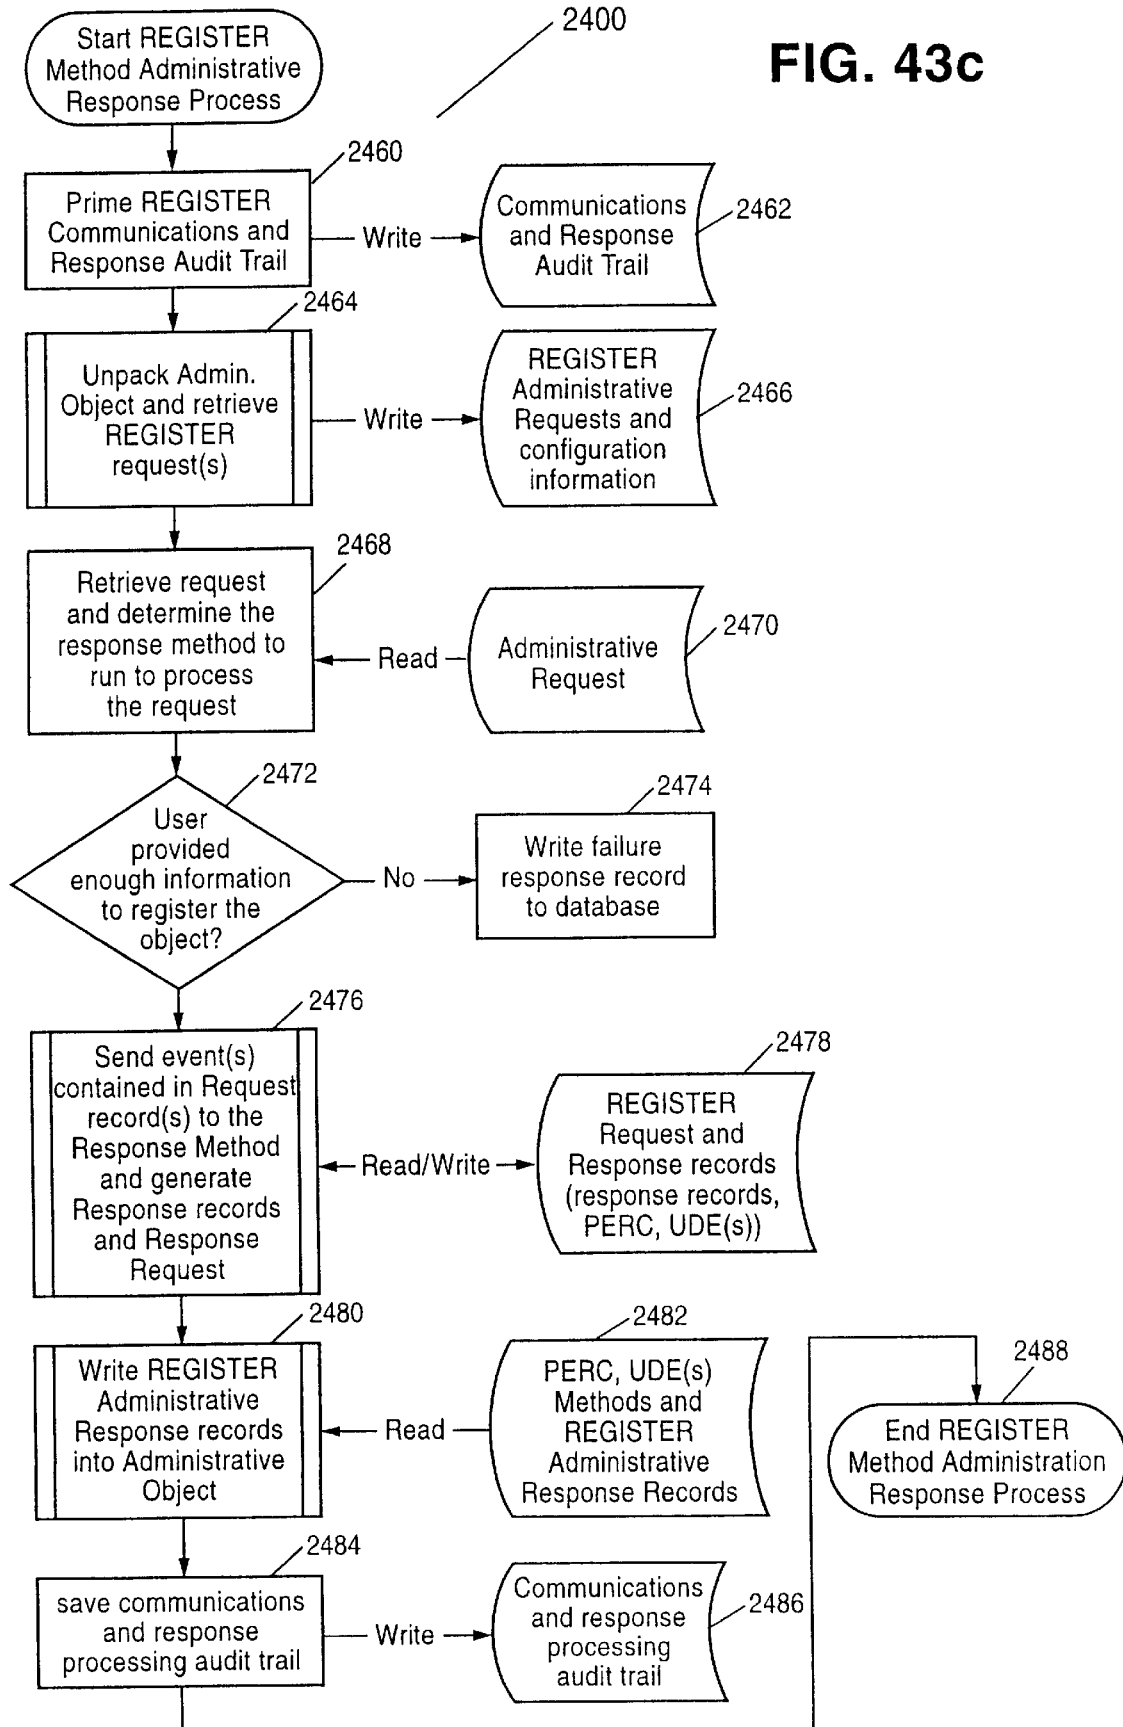 Start REGISTER
Method Administrative
Response Process
2400
FIG. 43c
2460
Prime REGISTER
Communications and
Response Audit Trail
Write
Communications
and Response
Audit Trail
2462
2464
Unpack Admin.
Object and retrieve
REGISTER
request(s)
Write
REGISTER
Administrative
Requests and
configuration
information
2466
2468
Retrieve request
and determine the
response method to
run to process
the request
Read
Administrative
Request
2470
2472
User
provided
enough information
to register the
object?
No
2474
Write failure
response record
to database
2476
Send event(s)
contained in Request
record(s) to the
Response Method
and generate
Response records
and Response
Request
Read/Write
2478
REGISTER
Request and
Response records
(response records,
PERC, UDE(s))
2480
Write REGISTER
Administrative
Response records
into Administrative
Object
Read
2482
PERC, UDE(s)
Methods and
REGISTER
Administrative
Response Records
2484
save communications
and response
processing audit trail
Write
Communications
and response
processing
audit trail
2486
2488
End REGISTER
Method Administration
Response Process